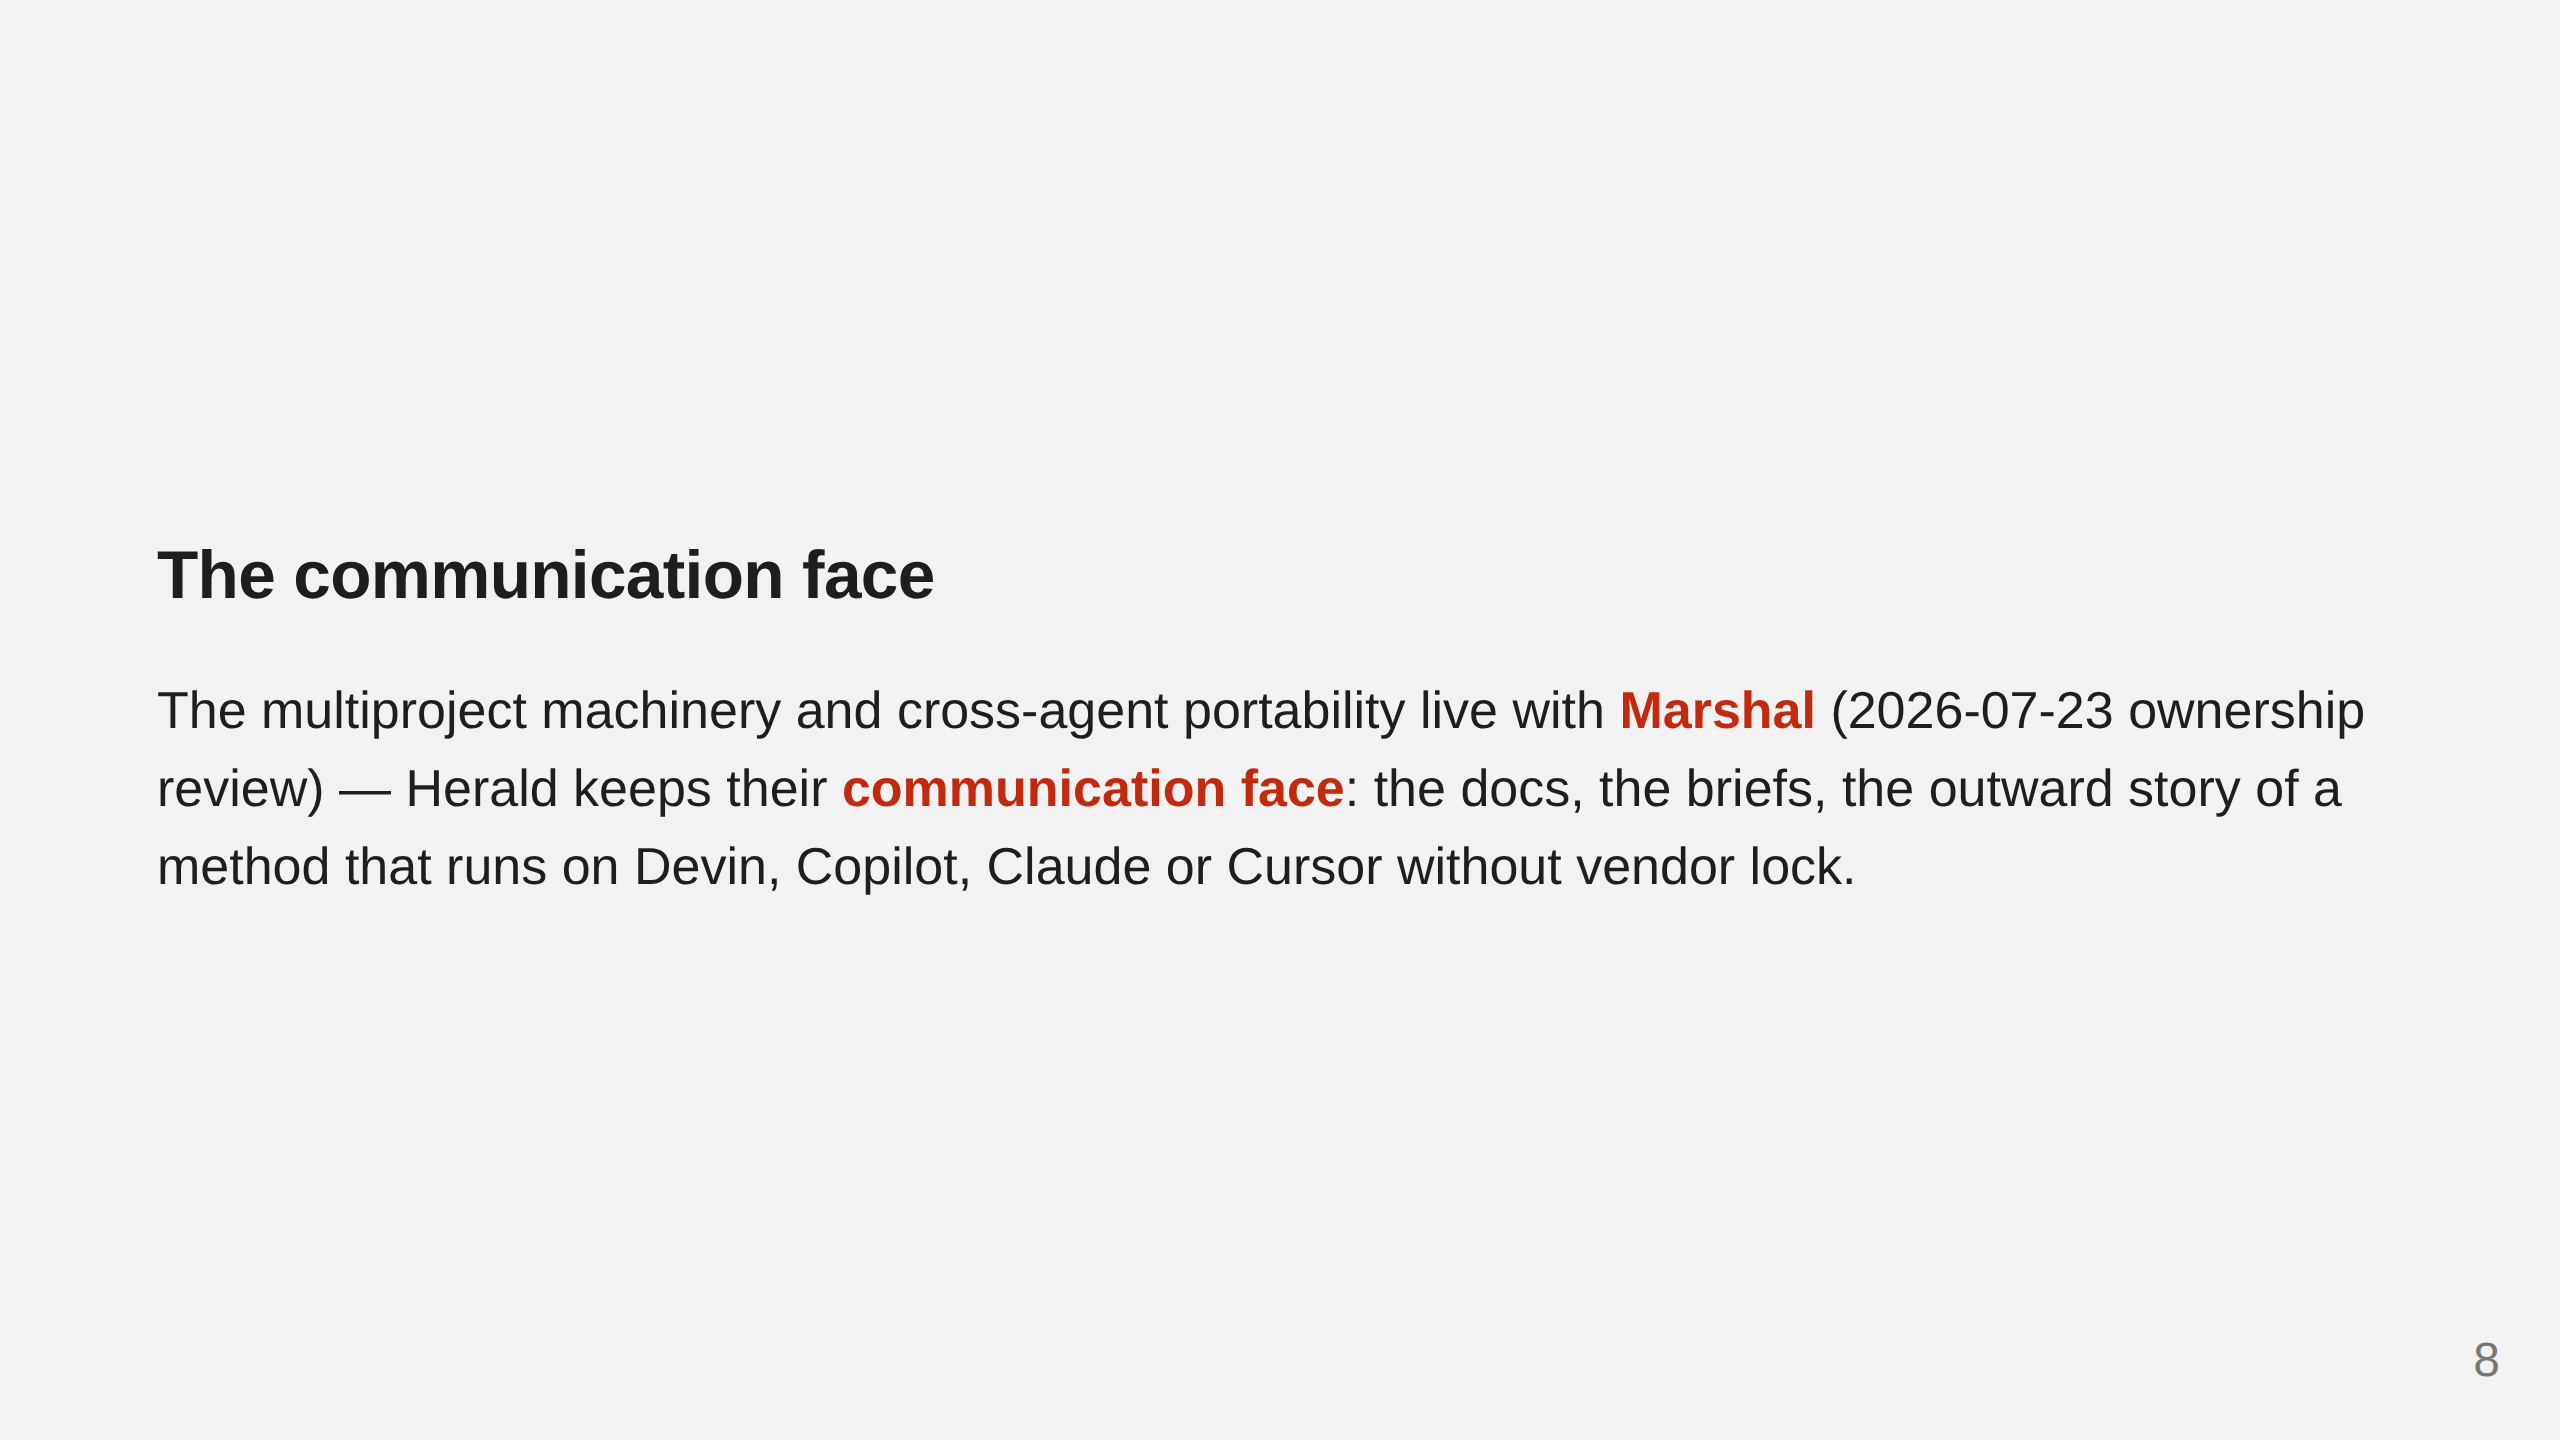 The communication face
The multiproject machinery and cross-agent portability live with Marshal (2026-07-23 ownership
review) — Herald keeps their communication face: the docs, the briefs, the outward story of a
method that runs on Devin, Copilot, Claude or Cursor without vendor lock.
8